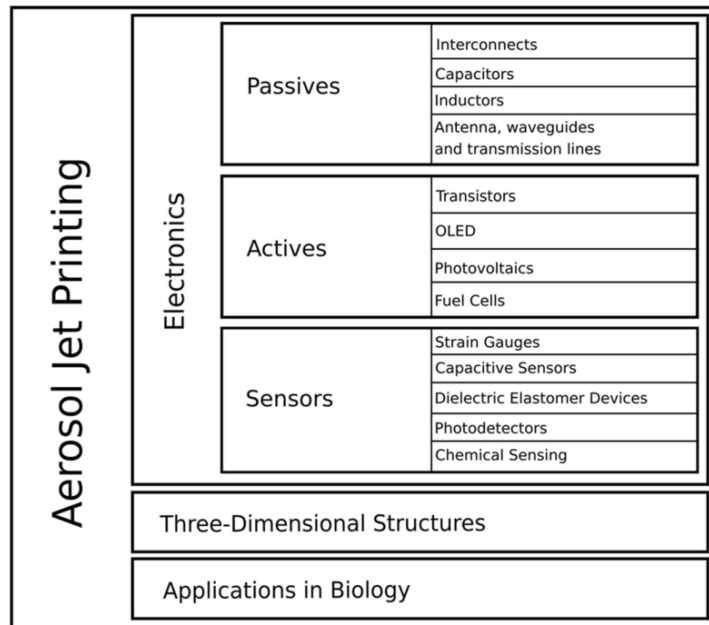 Aerosol Jet Printing
Electronics
Passives
Interconnects
Capacitors
Inductors
Antenna, waveguides
and transmission lines
Actives
Transistors
OLED
Photovoltaics
Fuel Cells
Sensors
Strain Gauges
Capacitive Sensors
Dielectric Elastomer Devices
Photodetectors
Chemical Sensing
Three-Dimensional Structures
Applications in Biology